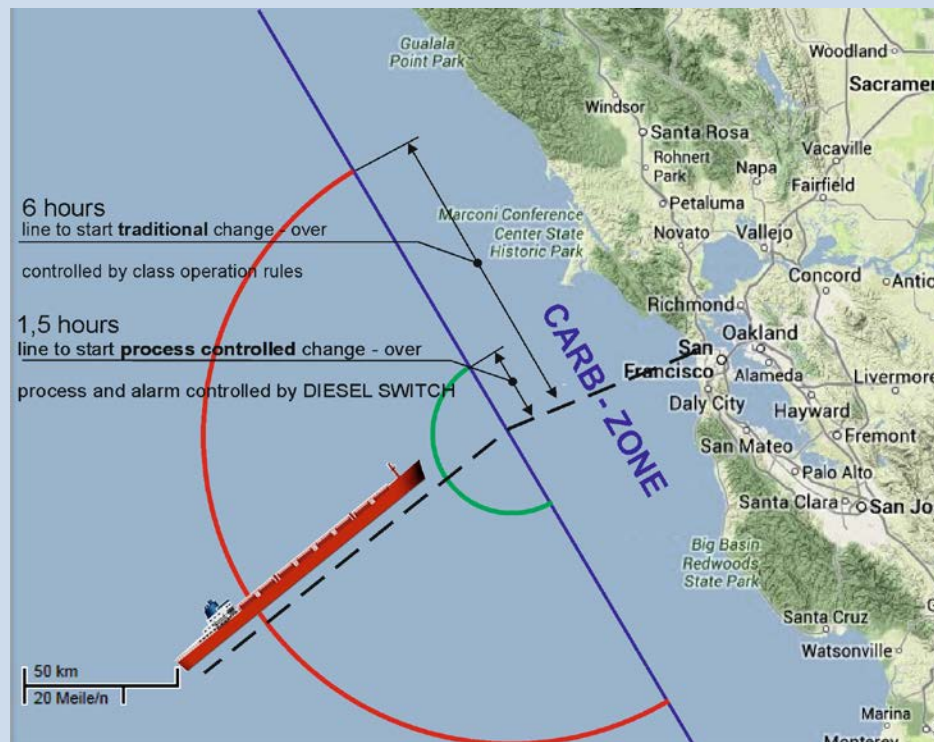 Gualala
Point Park
Woodland
Sacramer
Windsor
Santa Rosa
Rohnert
Park
Napa
Vacaville
Fairfield
Petaluma
6 hours
line to start traditional change - over
controlled by class operation rules
Marconi Conference
Center State
Historic Park
Novato
Vallejo
Concord
Antic
Richmond
1,5 hours
line to start process controlled change - over
process and alarm controlled by DIESEL SWITCH
CARB - ZONE
Oakland
San
Francisco
Alameda
Livermore
Daly City
Hayward
San Mateo
Fremont
Palo Alto
Santa Clara
San Jo
Big Basin
Redwoods
State Park
Santa Cruz
Watsonville
50 km
20 Meile/n
Marina
Monterey